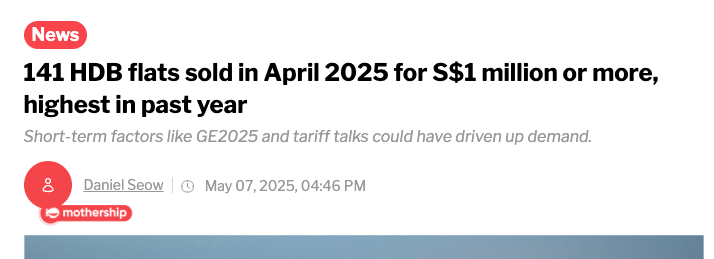 News
141 HDB flats sold in April 2025 for S$1 million or more,
highest in past year
Short-term factors like GE2025 and tariff talks could have driven up demand.
Daniel Seow May 07, 2025, 04:46 PM
mothership